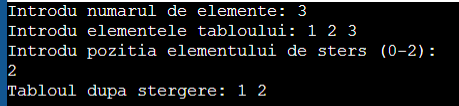 Introdu numarul de elemente: 3
Introdu elementele tabloului: 1 2 3
Introdu pozitia elementului de sters (0-2):
2
Tabloul dupa stergere: 1 2